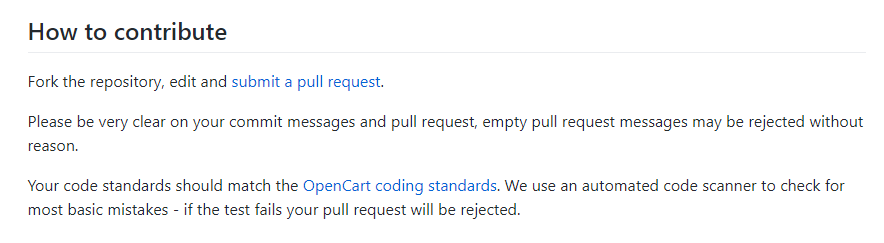 How to contribute
Fork the repository, edit and submit a pull request.
Please be very clear on your commit messages and pull request, empty pull request messages may be rejected without
reason.
Your code standards should match the OpenCart coding standards. We use an automated code scanner to check for
most basic mistakes - if the test fails your pull request will be rejected.